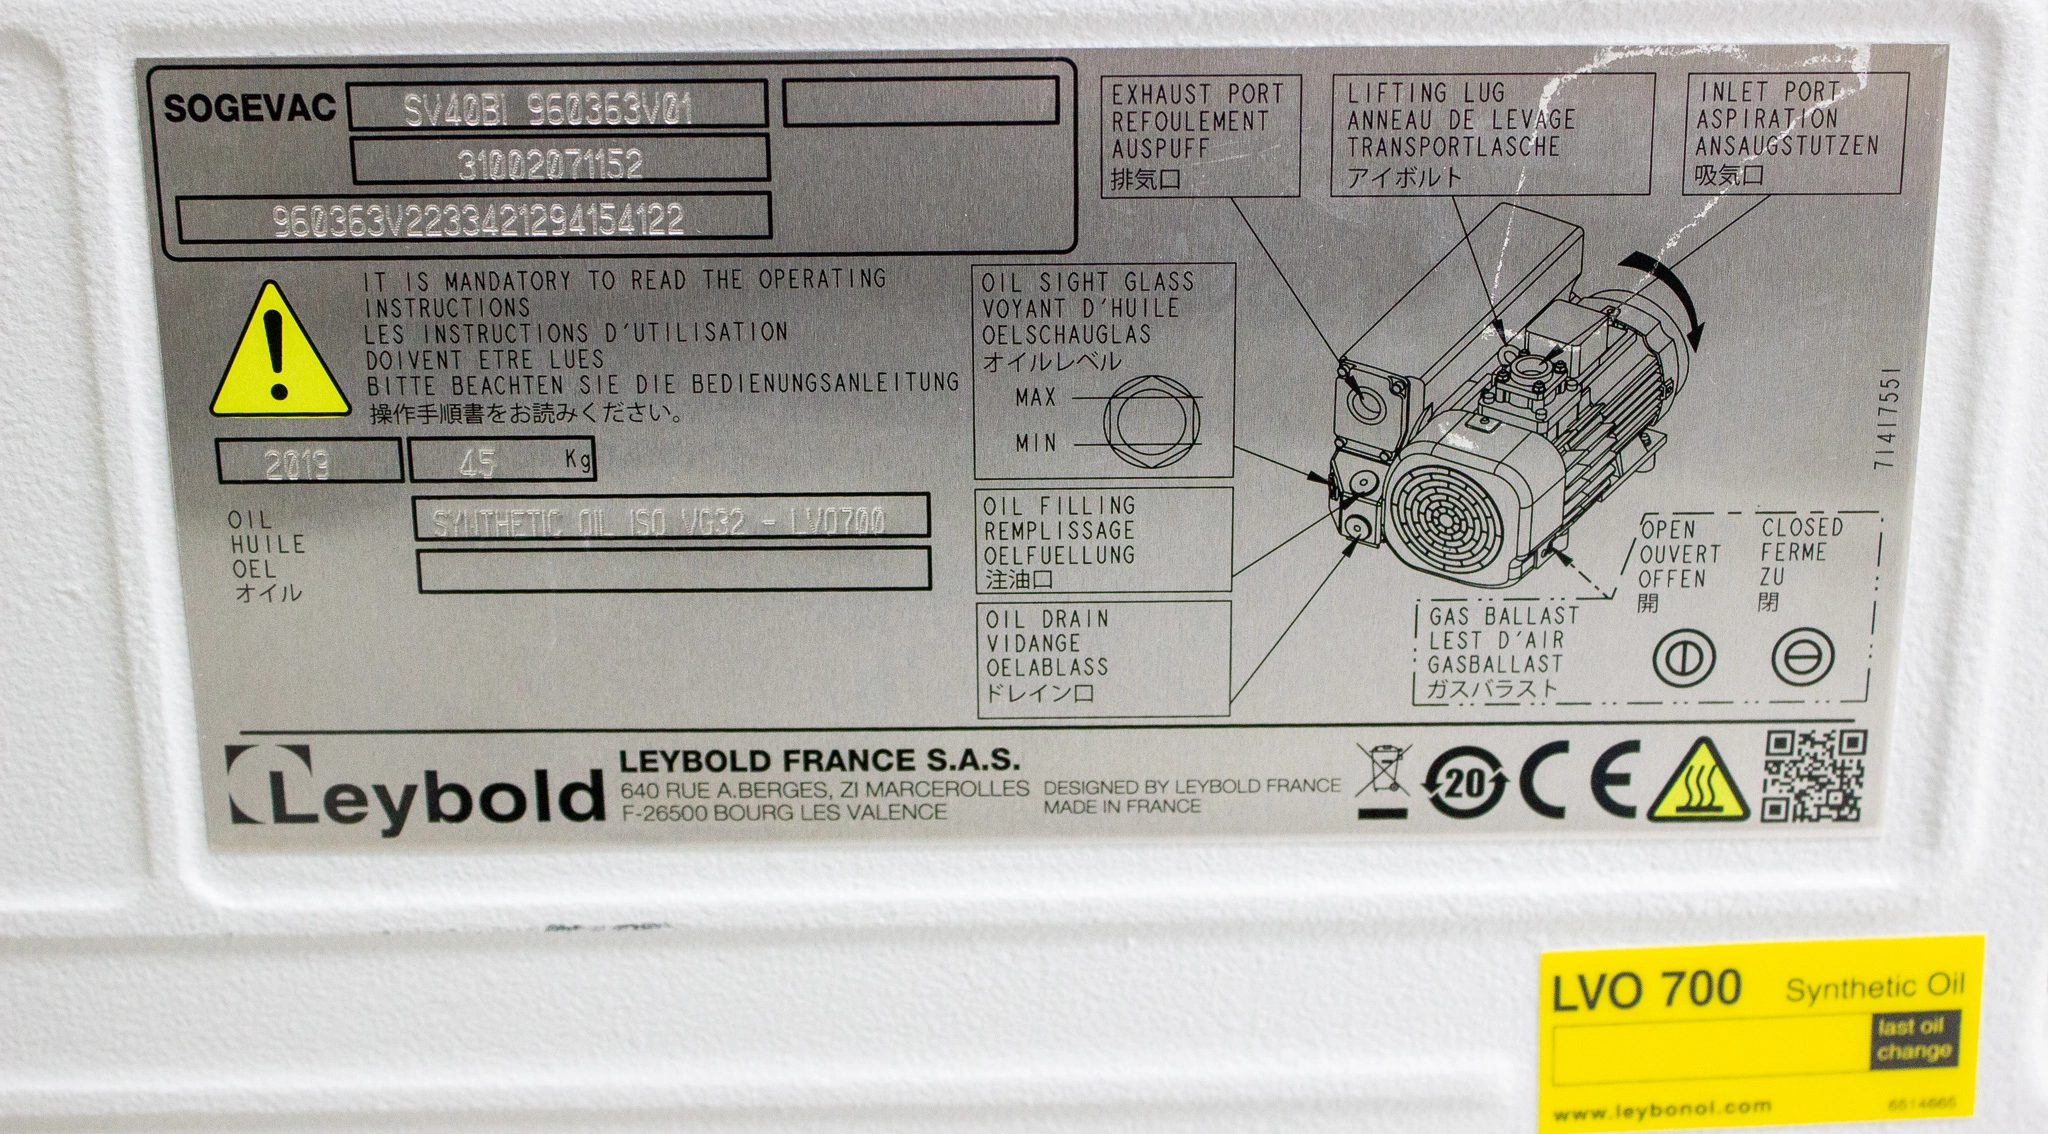 SOGEVAC SV40BI 960363V01
31002071152
960363V2233421294154122
IT IS MANDATORY TO READ THE OPERATING
INSTRUCTIONS
LES INSTRUCTIONS D'UTILISATION
DOIVENT ETRE LUES
BITTE BEACHTEN SIE DIE BEDIENUNGSANLEITUNG
操作手順書をお読みください。
2019 45 Kg
OIL
HUILE
OEL
オイル
SYNTHETIC OIL ISO VG32 - LVO700
EXHAUST PORT
REFOULEMENT
AUSPUFF
排気口
LIFTING LUG
ANNEAU DE LEVAGE
TRANSPORTLASCHE
アイボルト
INLET PORT
ASPIRATION
ANSAUGSTUTZEN
吸気口
OIL SIGHT GLASS
VOYANT D'HUILE
OELSCHAUGLAS
オイルレベル
MAX
MIN
OIL FILLING
REMPLISSAGE
OELFUELLUNG
注油口
OIL DRAIN
VIDANGE
OELABLASS
ドレイン口
71417551
OPEN
OUVERT
OFFEN
開
CLOSED
FERME
ZU
閉
GAS BALLAST
LEST D'AIR
GASBALLAST
ガスバラスト
Leybold
LEYBOLD FRANCE S.A.S.
640 RUE A.BERGES, ZI MARCEROLLES
F-26500 BOURG LES VALENCE
DESIGNED BY LEYBOLD FRANCE
MADE IN FRANCE
20
CE
LVO 700 Synthetic Oil
last oil
change
www.leybonol.com
6514665